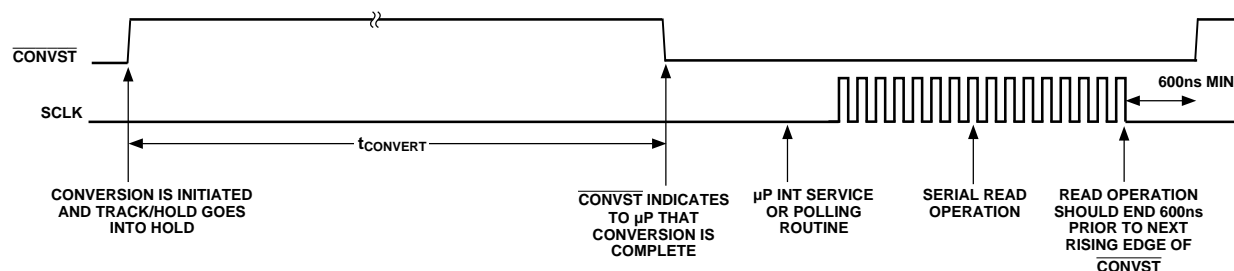 CONVST
600ns MIN
SCLK
tCONVERT
CONVERSION IS INITIATED
AND TRACK/HOLD GOES
INTO HOLD
CONVST INDICATES
TO µP THAT
CONVERSION IS
COMPLETE
µP INT SERVICE
OR POLLING
ROUTINE
SERIAL READ
OPERATION
READ OPERATION
SHOULD END 600ns
PRIOR TO NEXT
RISING EDGE OF
CONVST